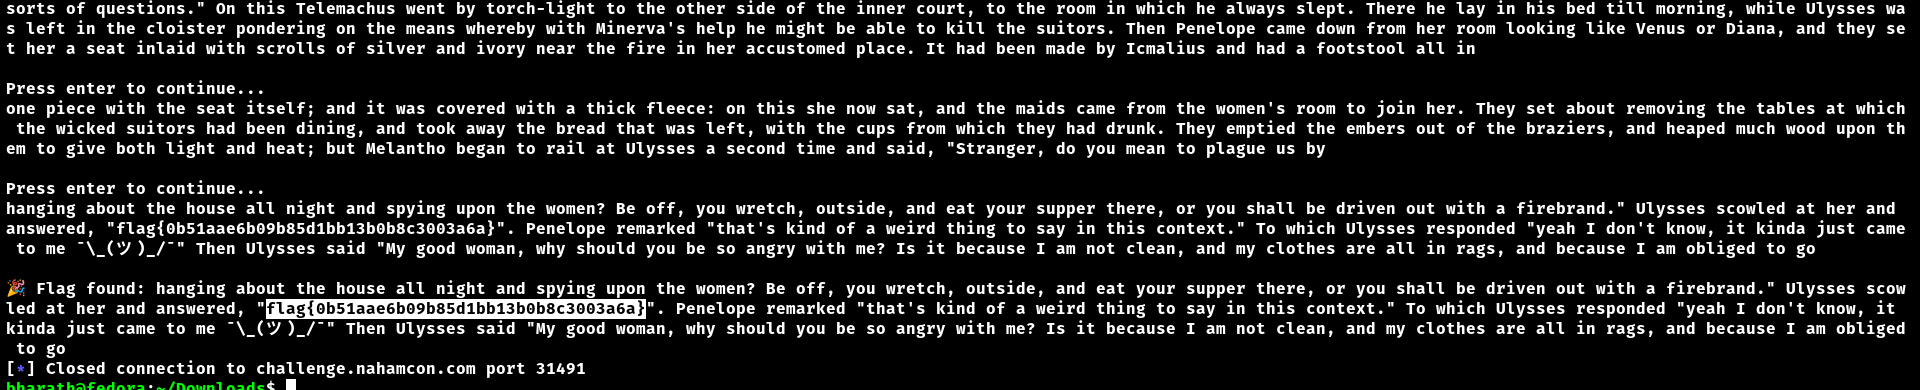 sorts of questions." On this Telemachus went by torch-light to the other side of the inner court, to the room in which he always slept. There he lay in his bed till morning, while Ulysses wa
s left in the cloister pondering on the means whereby with Minerva's help he might be able to kill the suitors. Then Penelope came down from her room looking like Venus or Diana, and they se
t her a seat inlaid with scrolls of silver and ivory near the fire in her accustomed place. It had been made by Icmalius and had a footstool all in
Press enter to continue...
one piece with the seat itself; and it was covered with a thick fleece: on this she now sat, and the maids came from the women's room to join her. They set about removing the tables at which
 the wicked suitors had been dining, and took away the bread that was left, with the cups from which they had drunk. They emptied the embers out of the braziers, and heaped much wood upon th
em to give both light and heat; but Melantho began to rail at Ulysses a second time and said, "Stranger, do you mean to plague us by
Press enter to continue...
hanging about the house all night and spying upon the women? Be off, you wretch, outside, and eat your supper there, or you shall be driven out with a firebrand." Ulysses scowled at her and
answered, "flag{0b51aae6b09b85d1bb13b0b8c3003a6a}". Penelope remarked "that's kind of a weird thing to say in this context." To which Ulysses responded "yeah I don't know, it kinda just came
 to me ¯\_(ツ)_/¯" Then Ulysses said "My good woman, why should you be so angry with me? Is it because I am not clean, and my clothes are all in rags, and because I am obliged to go
🎉 Flag found: hanging about the house all night and spying upon the women? Be off, you wretch, outside, and eat your supper there, or you shall be driven out with a firebrand." Ulysses scow
led at her and answered, "flag{0b51aae6b09b85d1bb13b0b8c3003a6a}". Penelope remarked "that's kind of a weird thing to say in this context." To which Ulysses responded "yeah I don't know, it
kinda just came to me ¯\_(ツ)_/¯" Then Ulysses said "My good woman, why should you be so angry with me? Is it because I am not clean, and my clothes are all in rags, and because I am obliged
 to go
[*] Closed connection to challenge.nahamcon.com port 31491
bharath@fedora:~/Downloads$